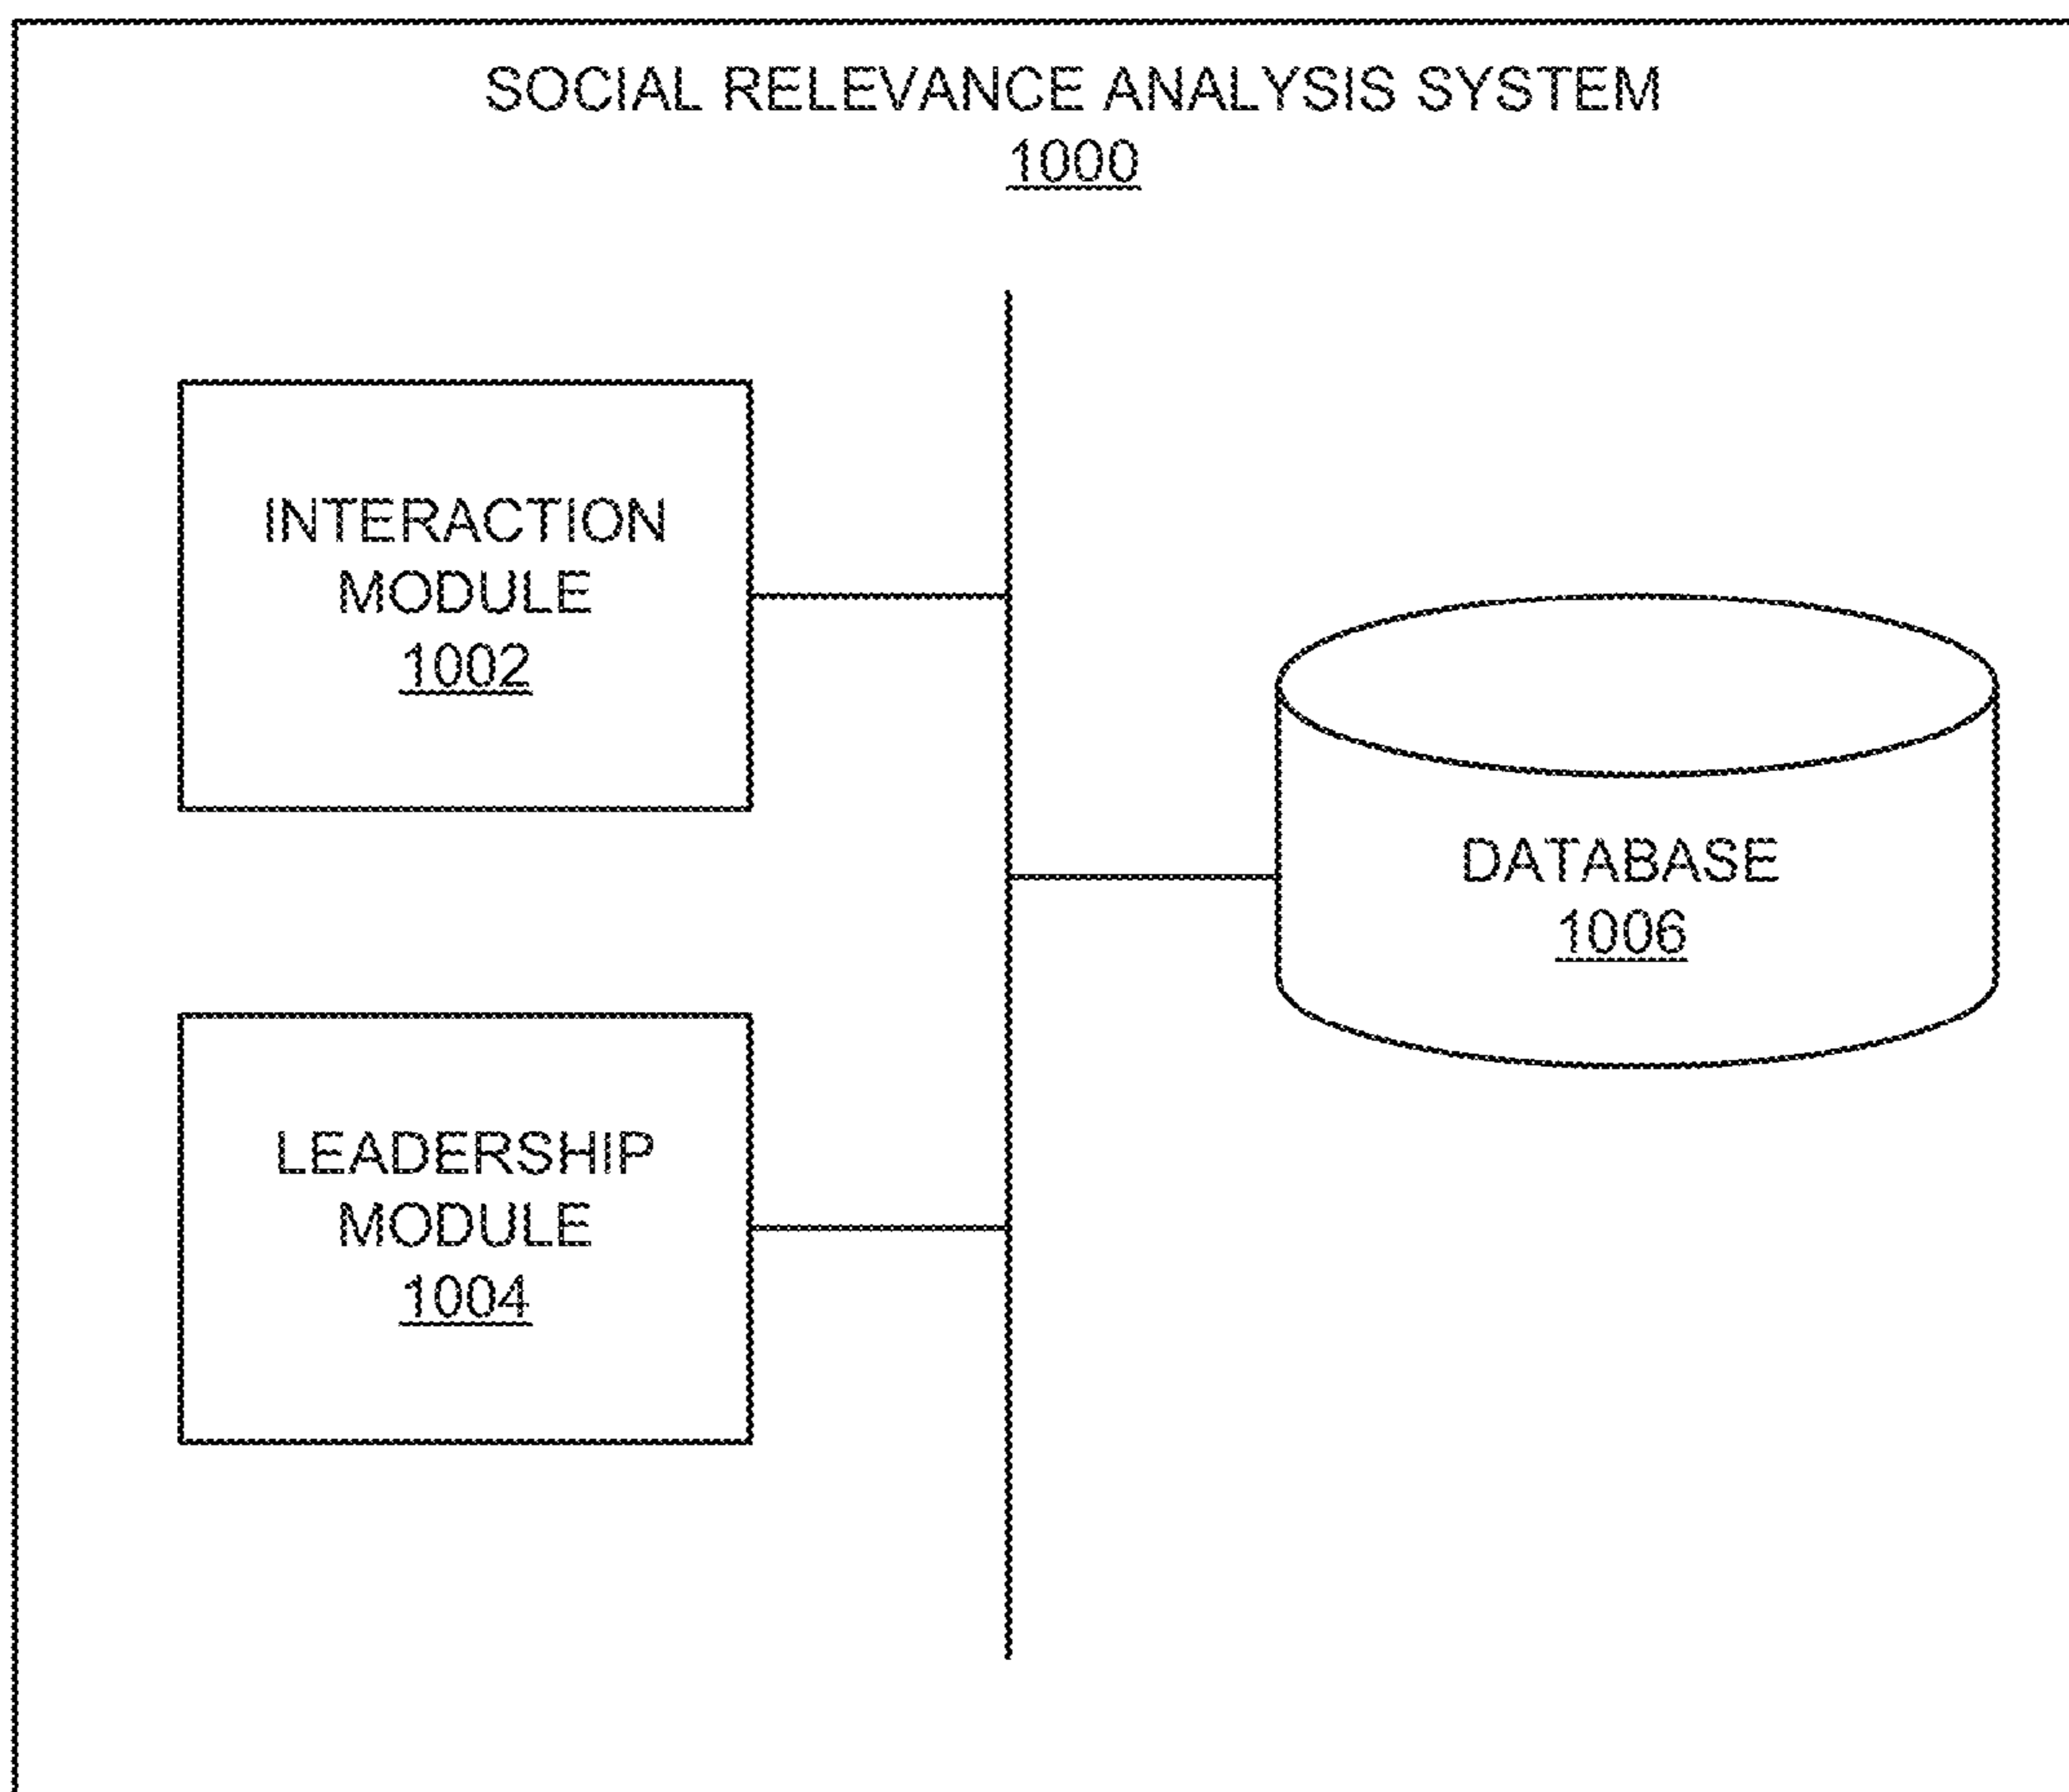 SOCIAL RELEVANCE ANALYSIS SYSTEM
1000
INTERACTION
MODULE
1002
DATABASE
1006
LEADERSHIP
MODULE
1004